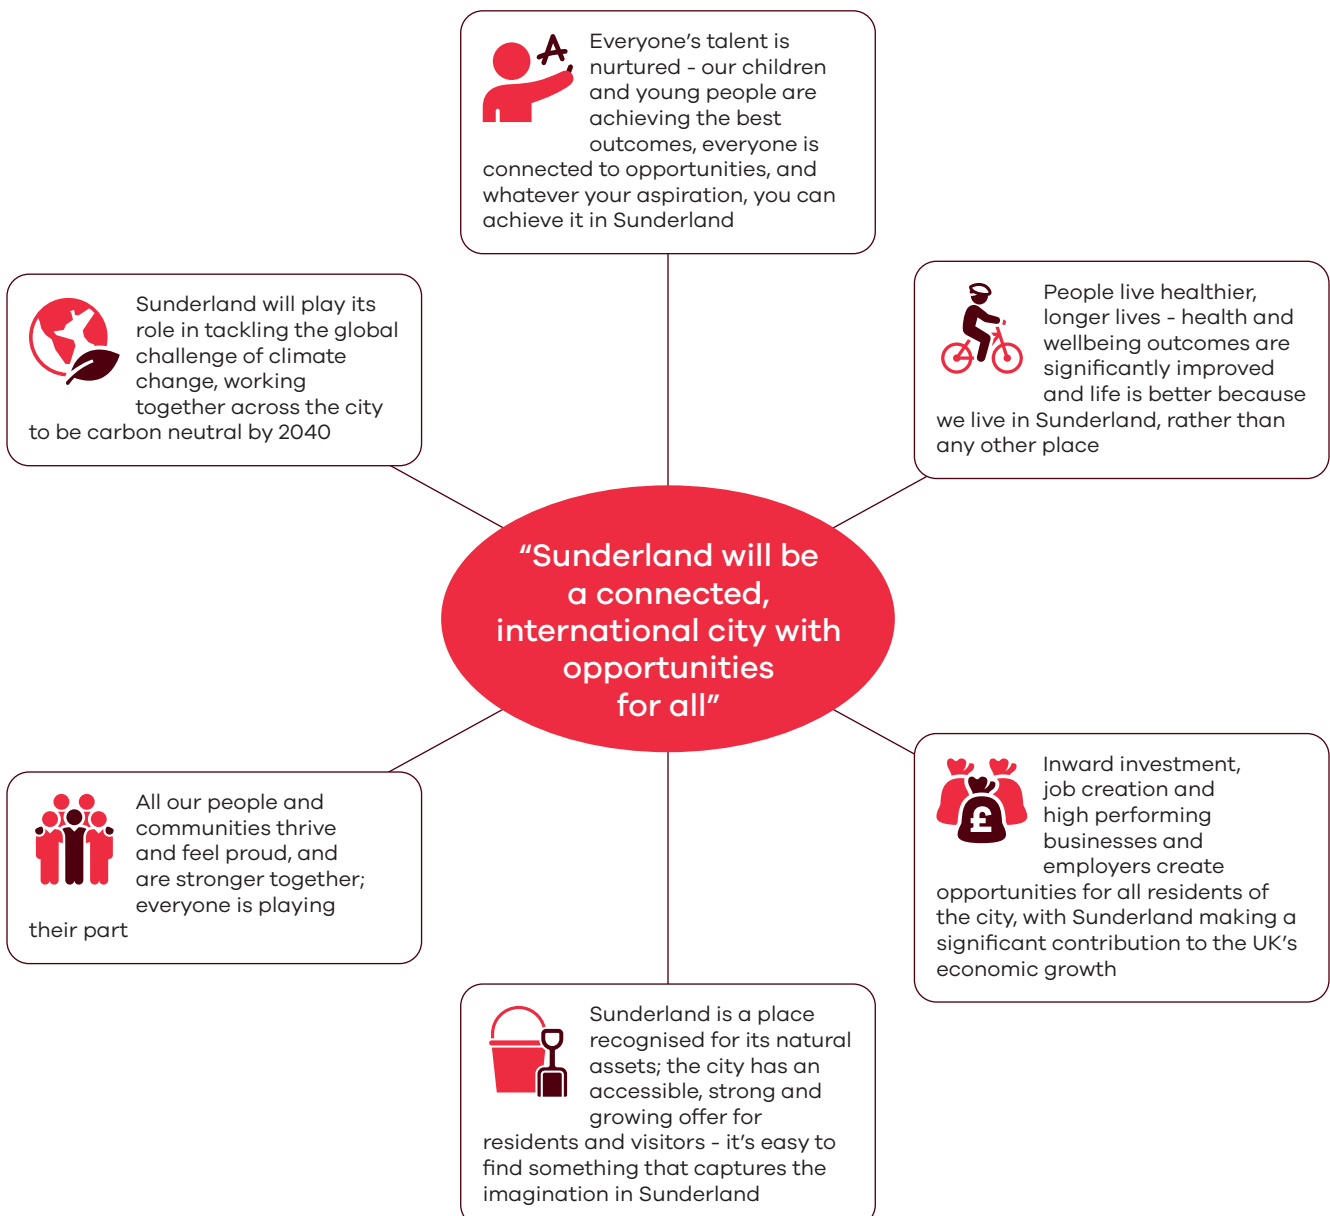 Everyone’s talent is
nurtured - our children
and young people are
achieving the best
outcomes, everyone is
connected to opportunities, and
whatever your aspiration, you can
achieve it in Sunderland
Sunderland will play its
role in tackling the global
challenge of climate
change, working
together across the city
to be carbon neutral by 2040
People live healthier,
longer lives - health and
wellbeing outcomes are
significantly improved
and life is better because
we live in Sunderland, rather than
any other place
“Sunderland will be
a connected,
international city with
opportunities
for all”
All our people and
communities thrive
and feel proud, and
are stronger together;
everyone is playing
their part
£
Inward investment,
job creation and
high performing
businesses and
employers create
opportunities for all residents of
the city, with Sunderland making a
significant contribution to the UK’s
economic growth
Sunderland is a place
recognised for its natural
assets; the city has an
accessible, strong and
growing offer for
residents and visitors - it’s easy to
find something that captures the
imagination in Sunderland